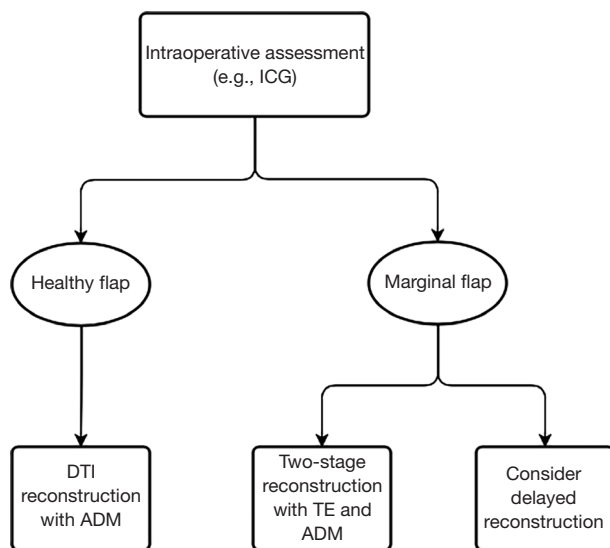 Intraoperative assessment
(e.g., ICG)
Healthy flap
Marginal flap
DTI
reconstruction
with ADM
Two-stage
reconstruction
with TE and
ADM
Consider
delayed
reconstruction